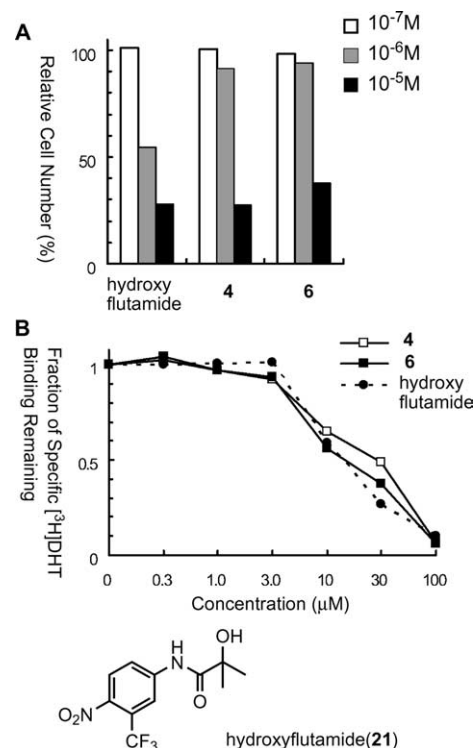 A
Relative Cell Number (%)
100
50
0
10⁻⁷M
10⁻⁶M
10⁻⁵M
hydroxy
flutamide
4
6
B
Fraction of Specific [³H]DHT
Binding Remaining
1
0.5
0
4
6
hydroxy
flutamide
0 0.3 1.0 3.0 10 30 100
Concentration (μM)
H
N
OH
O
O₂N
CF₃
hydroxyflutamide(21)